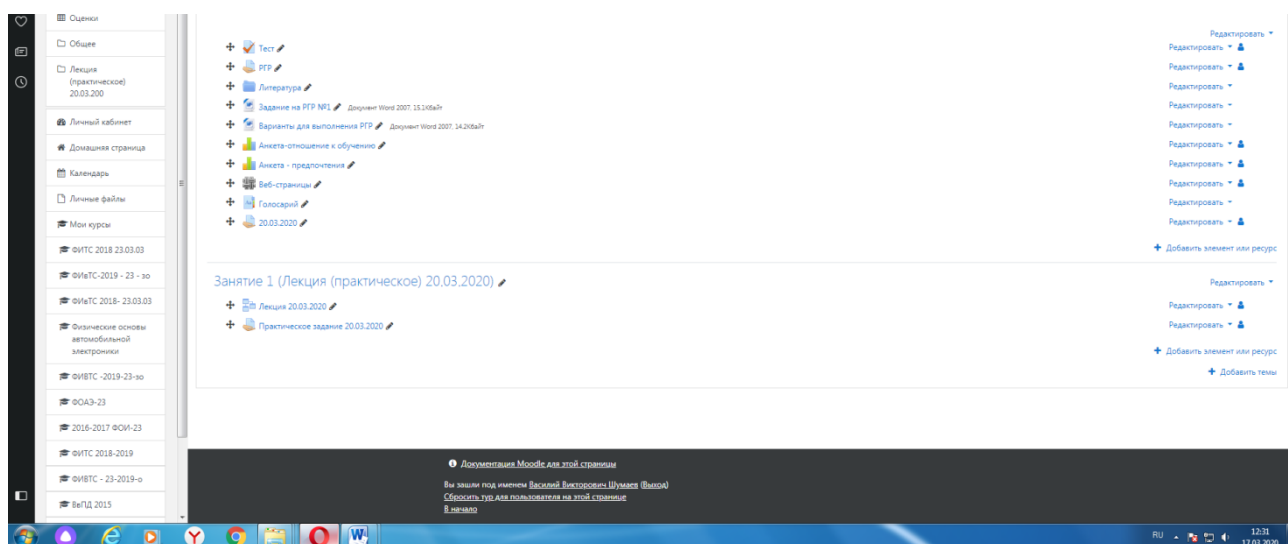 Оценки
Общее
Лекция
(практическое)
20.03.200
Личный кабинет
Домашняя страница
Календарь
Личные файлы
Мои курсы
ФИТС 2018 23.03.03
ФИвТС-2019 - 23 - зо
ФИвТС 2018- 23.03.03
Физические основы
автомобильной
электроники
ФИВТС -2019-23-зо
ФОАЭ-23
2016-2017 ФОИ-23
ФИТС 2018-2019
ФИВТС - 23-2019-о
ВвПД 2015
Редактировать
Тест Редактировать
РГР Редактировать
Литература Редактировать
Задание на РГР №1 Документ Word 2007, 15.1Кбайт Редактировать
Варианты для выполнения РГР Документ Word 2007, 14.2Кбайт Редактировать
Анкета-отношение к обучению Редактировать
Анкета - предпочтения Редактировать
Веб-страницы Редактировать
Голосарий Редактировать
20.03.2020 Редактировать
Добавить элемент или ресурс
Занятие 1 (Лекция (практическое) 20,03.2020) Редактировать
Лекция 20.03.2020 Редактировать
Практическое задание 20.03.2020 Редактировать
Добавить элемент или ресурс
Добавить темы
Документация Moodle для этой страницы
Вы зашли под именем Василий Викторович Шумаев (Выход)
Сбросить тур для пользователя на этой странице
В начало
RU 12:31
17.03.2020